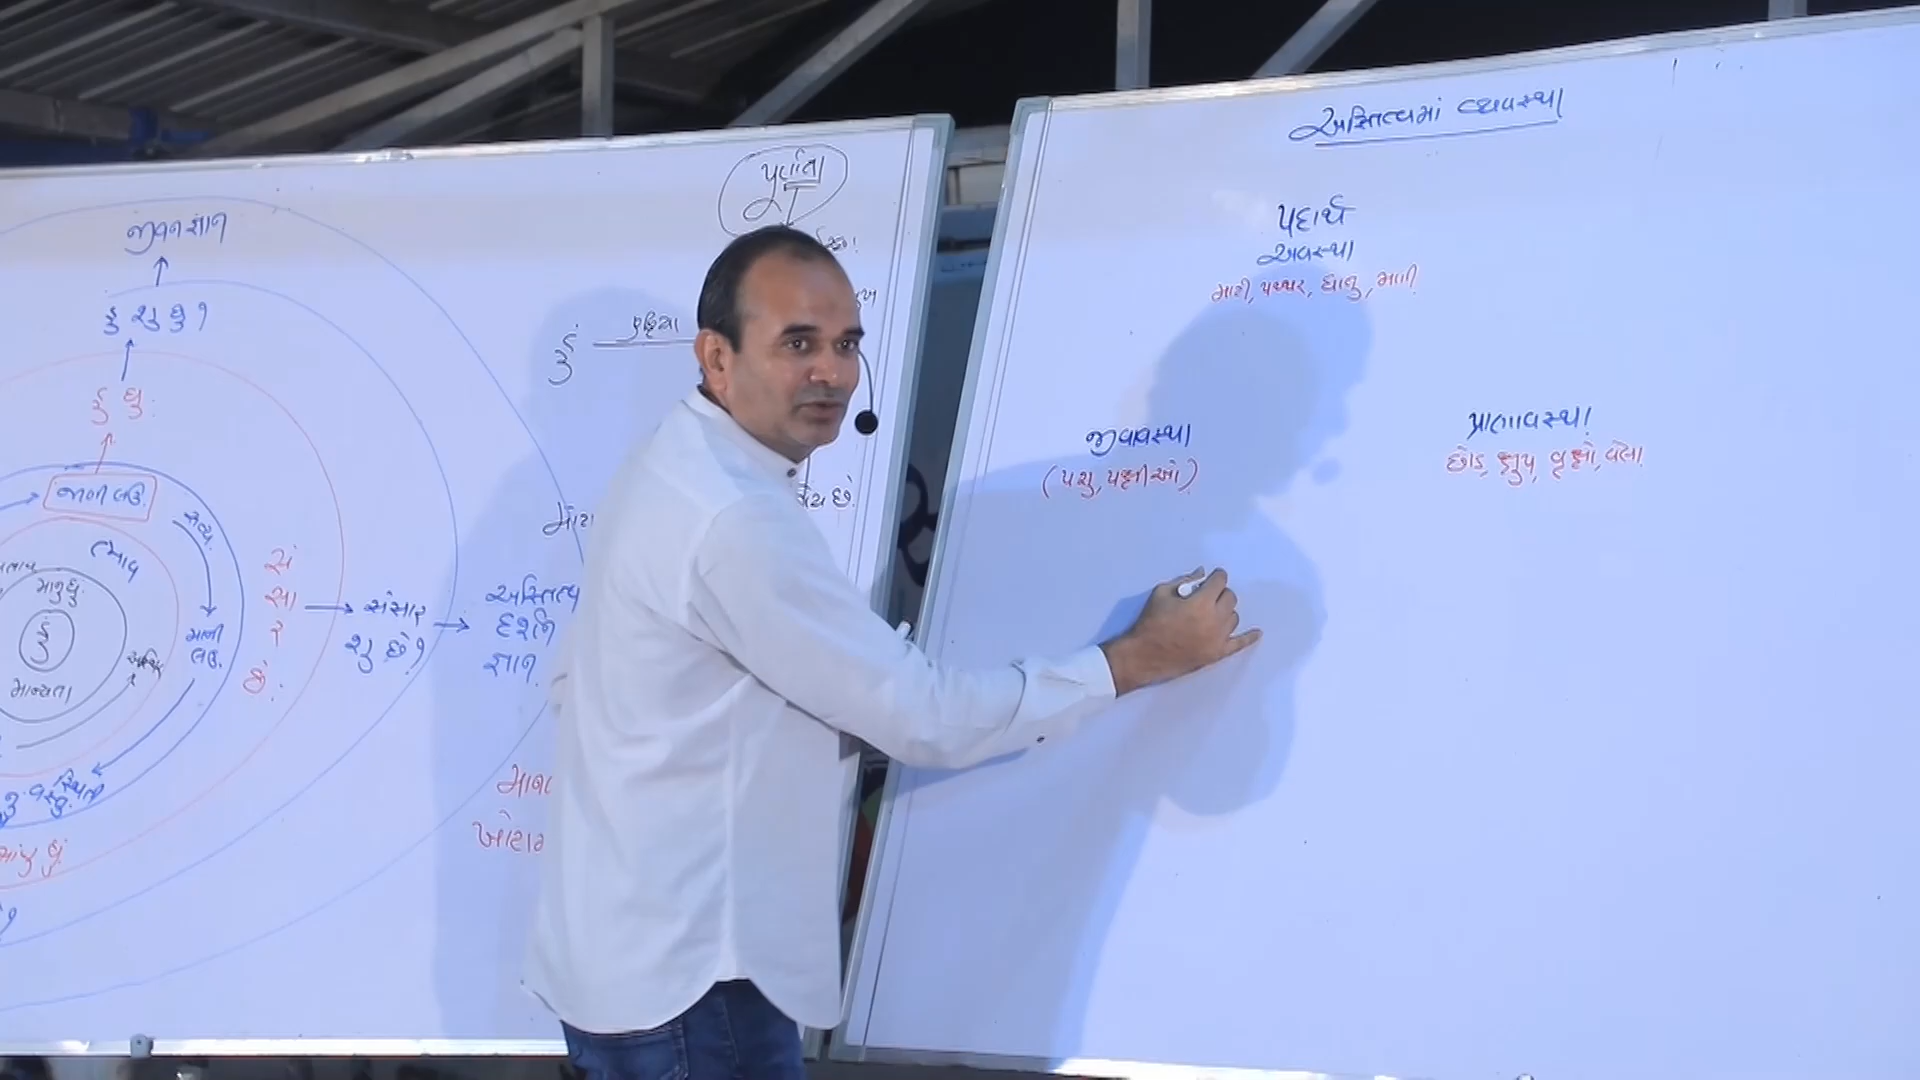 જીવન જ્ઞાન
હું શું છું ?
હું છું.
જાણી લઉં.
ત્માવ
માનું છું.
હું
માન્યતા
માની
લઉં.
સં
સા
ર
છે.
સંસાર
શું છે ?
અસ્તિત્વ
દર્શન
જ્ઞાન.
પૂર્ણતા
હું
પ્રક્રિયા
અસ્તિત્વમાં વ્યવસ્થા
પદાર્થ
અવસ્થા
માટી, પથ્થર, ધાતુ, મણી
જીવાવસ્થા
(પશુ, પક્ષીઓ)
પ્રાણાવસ્થા
છોડ, ક્ષુપ, વૃક્ષો, વેલા